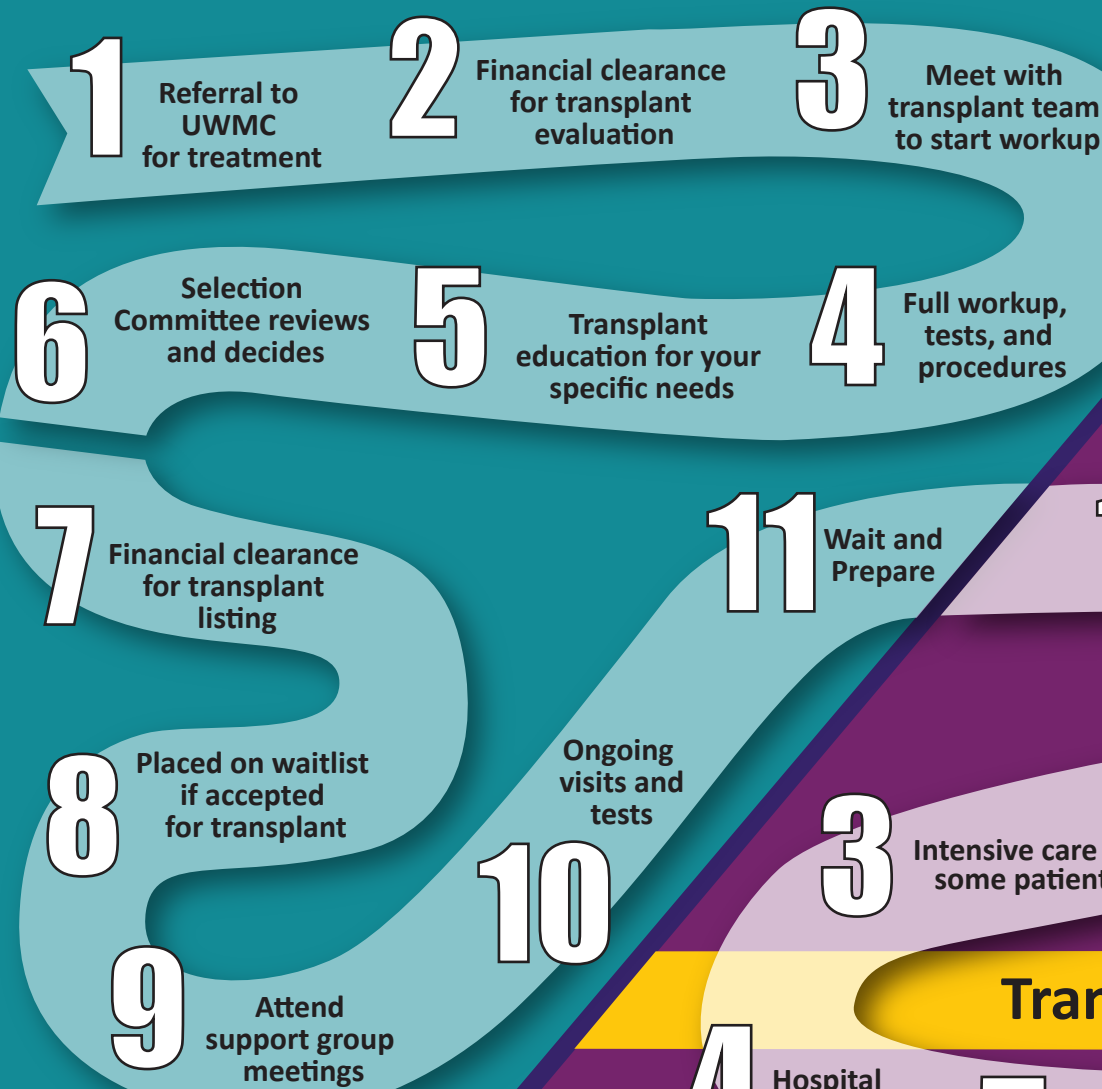 1
Referral to
UWMC
for treatment
2
Financial clearance
for transplant
evaluation
3
Meet with
transplant team
to start workup
4
Full workup,
tests, and
procedures
5
Transplant
education for your
specific needs
6
Selection
Committee reviews
and decides
7
Financial clearance
for transplant
listing
8
Placed on waitlist
if accepted
for transplant
9
Attend
support group
meetings
10
Ongoing
visits and
tests
11
Wait and
Prepare
3
Intensive care
some patient
Tran
4
Hospital